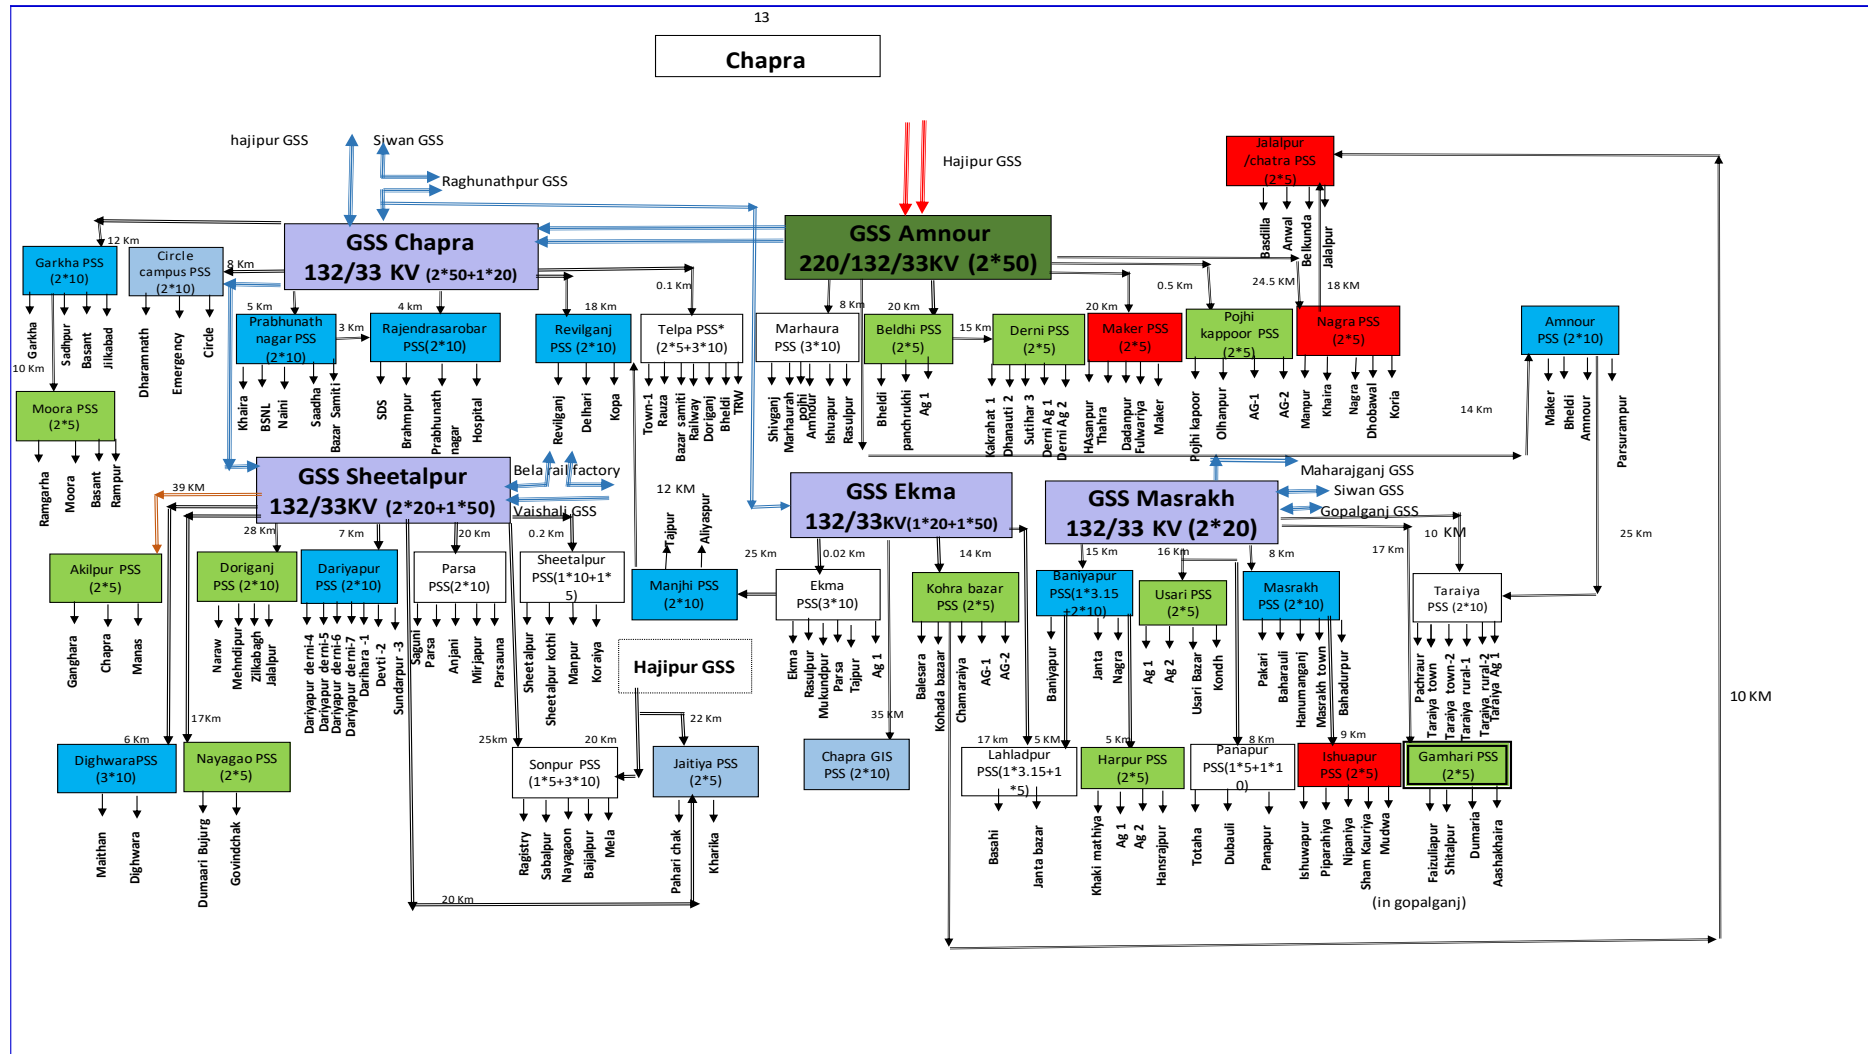 13
Chapra
hajipur GSS
Siwan GSS
Raghunathpur GSS
Hajipur GSS
Jalalpur
/chatra PSS
(2*5)
Basdilla
Anwal
Belkunda
Jalalpur
GSS Chapra
132/33 KV (2*50+1*20)
GSS Amnour
220/132/33KV (2*50)
12 Km
Garkha PSS
(2*10)
Circle
campus PSS
(2*10)
8 Km
Garkha
Sadhpur
Basant
Jilkabad
Dharamnath
Emergency
Circle
5 Km
Prabhunath
nagar PSS
(2*10)
3 Km
4 km
Rajendrasarobar
PSS(2*10)
18 Km
Revilganj
PSS (2*10)
0.1 Km
Telpa PSS*
(2*5+3*10)
8 Km
Marhaura
PSS (3*10)
20 Km
Beldhi PSS
(2*5)
15 Km
Derni PSS
(2*5)
20 Km
Maker PSS
(2*5)
0.5 Km
Pojhi
kappoor PSS
(2*5)
24.5 KM
18 KM
Nagra PSS
(2*5)
Amnour
PSS (2*10)
14 Km
Khaira
BSNL
Naini
Saadha
Bazar Samiti
SDS
Brahmpur
Prabhunath
nagar
Hospital
Revilganj
Delhari
Kopa
Town-1
Rauza
Bazar samiti
Railway
Doriganj
Bheldi
TRW
Shivganj
Marhaurah
pojhi
Amnour
Ishuapur
Rasulpur
Bheldi
panchrukhi
Ag 1
Kakrahat 1
Dhanauti 2
Sutihar 3
Derni Ag 1
Derni Ag 2
HAsanpur
Thahra
Dadanpur
Fulwariya
Maker
Pojhi kapoor
Olhanpur
AG-1
AG-2
Manpur
Khaira
Nagra
Dhobawal
Koria
Maker
Bheldi
Amnour
Parsurampur
10 Km
Moora PSS
(2*5)
Ramgarha
Moora
Basant
Rampur
GSS Sheetalpur
132/33KV (2*20+1*50)
Bela rail factory
Vaishali GSS
GSS Ekma
132/33KV(1*20+1*50)
GSS Masrakh
132/33 KV (2*20)
Maharajganj GSS
Siwan GSS
Gopalganj GSS
39 KM
Akilpur PSS
(2*5)
28 Km
Doriganj
PSS (2*10)
7 Km
Dariyapur
PSS (2*10)
20 Km
Parsa
PSS(2*10)
0.2 Km
Sheetalpur
PSS(1*10+1*
5)
12 KM
Tajpur
Aliyaspur
Manjhi PSS
(2*10)
25 Km
0.02 Km
Ekma
PSS(3*10)
14 Km
Kohra bazar
PSS (2*5)
15 Km
Baniyapur
PSS(1*3.15
+2*10)
16 Km
Usari PSS
(2*5)
8 Km
Masrakh
PSS (2*10)
10 KM
17 Km
Taraiya
PSS (2*10)
25 Km
Ganghara
Chapra
Manas
Naraw
Mehndipur
Zilkabagh
Jalalpur
Dariyapur derni-4
Dariyapur derni-5
Dariyapur derni-6
Dariyapur derni-7
Darihara -1
Devti -2
Sundarpur -3
Saguni
Parsa
Anjani
Mirjapur
Parsauna
Sheetalpur
Sheetalpur kothi
Manpur
Koraiya
Ekma
Rasulpur
Mukundpur
Parsa
Tajpur
Ag 1
Balesara
Kohada bazaar
Chamaraiya
AG-1
AG-2
Baniyapur
Janta
Nagra
Ag 1
Ag 2
Usari Bazar
Kondh
Pakari
Baharauli
Hanumanganj
Masrakh town
Bahadurpur
Pachraur
Taraiya town
Taraiya town-2
Taraiya rural-1
Taraiya rural-2
Taraiya Ag 1
Hajipur GSS
10 KM
6 Km
DighwaraPSS
(3*10)
17Km
Nayagao PSS
(2*5)
25km
20 Km
Sonpur PSS
(1*5+3*10)
22 Km
Jaitiya PSS
(2*5)
35 KM
Chapra GIS
PSS (2*10)
17 km
Lahladpur
PSS(1*3.15+1
*5)
5 KM
5 Km
Harpur PSS
(2*5)
8 Km
Panapur
PSS(1*5+1*1
0)
9 Km
Ishuapur
PSS (2*5)
Gamhari PSS
(2*5)
Maithan
Dighwara
Dumaari Bujurg
Govindchak
Ragistry
Sabalpur
Nayagaon
Baijalpur
Mela
Pahari chak
Kharika
Basahi
Janta bazar
Khaki mathiya
Ag 1
Ag 2
Hansrajpur
Totaha
Dubauli
Panapur
Ishuwapur
Piparahiya
Nipaniya
Sham Kauriya
Mudwa
Faizuliapur
Shitalpur
Dumaria
Aashakhaira
20 Km
(in gopalganj)